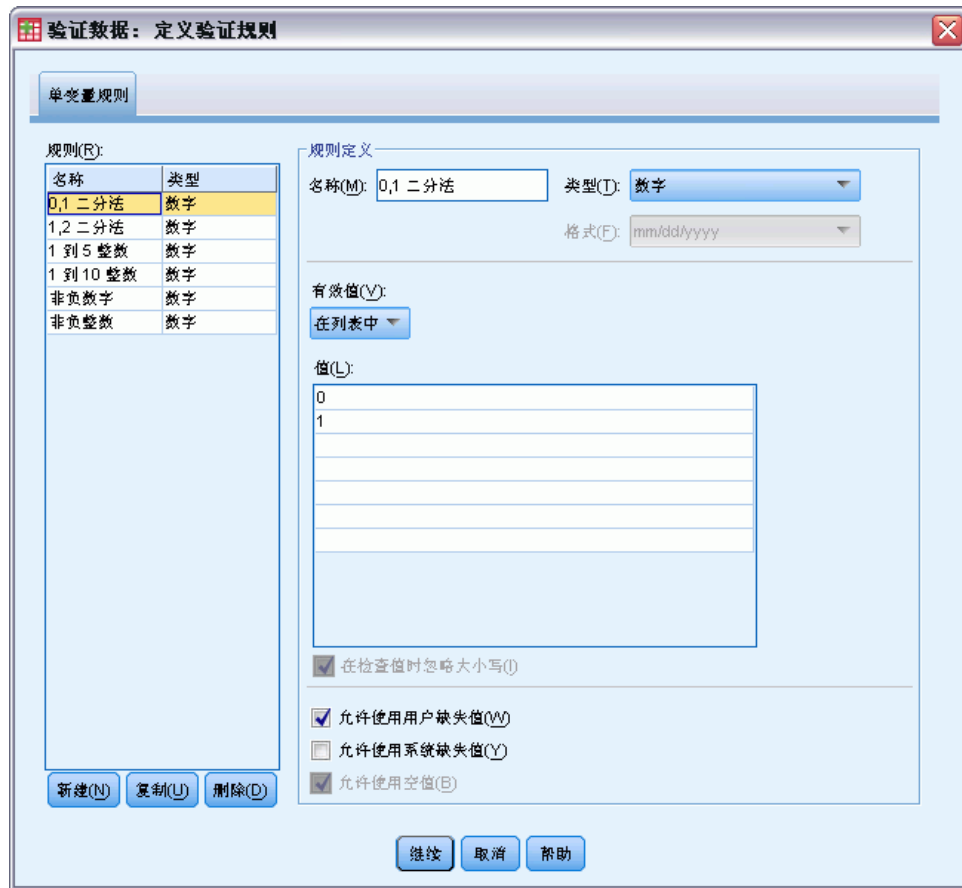 验证数据: 定义验证规则
单变量规则
规则(R):
名称 类型
0,1 二分法 数字
1,2 二分法 数字
1 到 5 整数 数字
1 到 10 整数 数字
非负数字 数字
非负整数 数字
新建(N) 复制(U) 删除(D)
规则定义
名称(M): 0,1 二分法 类型(T): 数字
格式(F): mm/dd/yyyy
有效值(V):
在列表中
值(L):
0
1
在检查值时忽略大小写(I)
允许使用用户缺失值(W)
允许使用系统缺失值(Y)
允许使用空值(B)
继续 取消 帮助